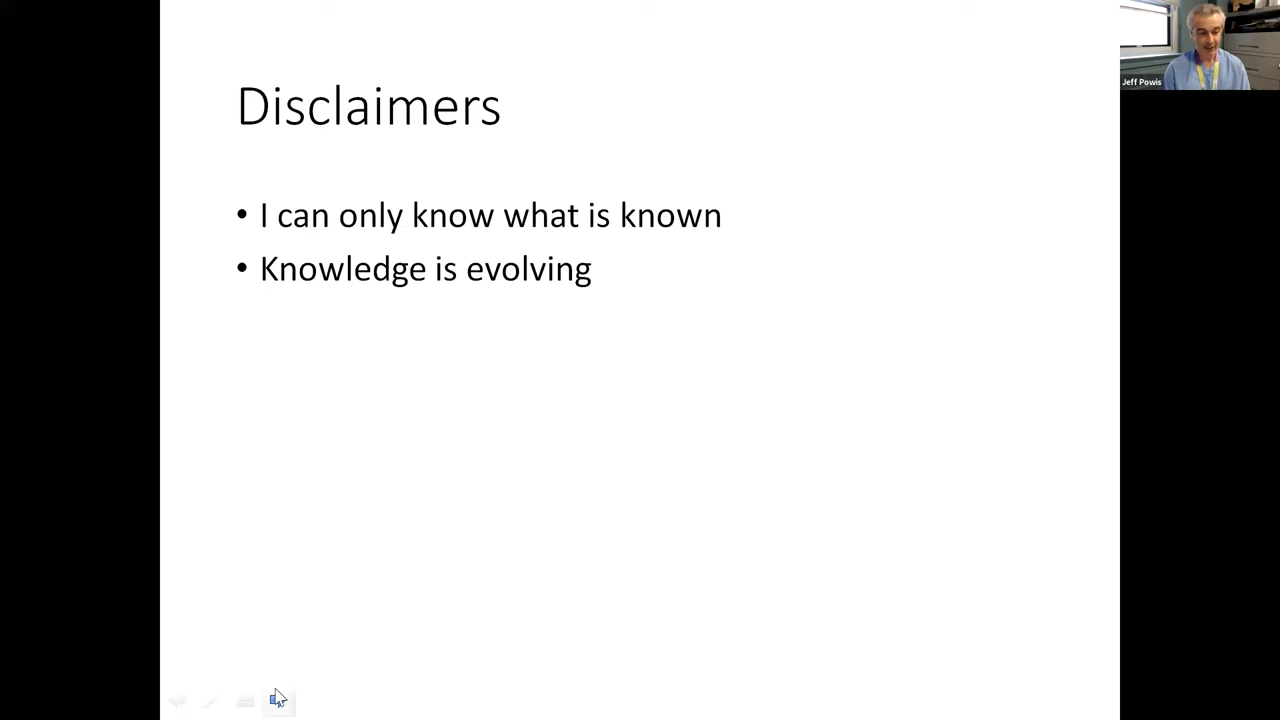 Disclaimers
• I can only know what is known
• Knowledge is evolving
Jeff Powis